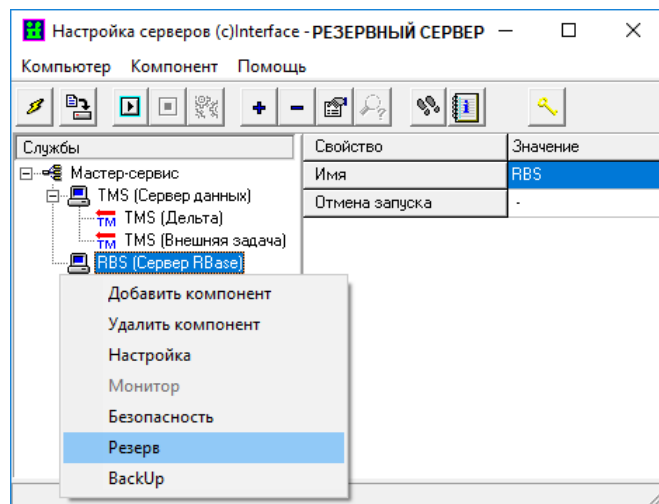 Настройка серверов (c)Interface - РЕЗЕРВНЫЙ СЕРВЕР
Компьютер Компонент Помощь
Службы
Свойство Значение
Мастер-сервис
Имя RBS
TMS (Сервер данных)
Отмена запуска -
TMS (Дельта)
TMS (Внешняя задача)
RBS (Сервер RBase)
Добавить компонент
Удалить компонент
Настройка
Монитор
Безопасность
Резерв
BackUp